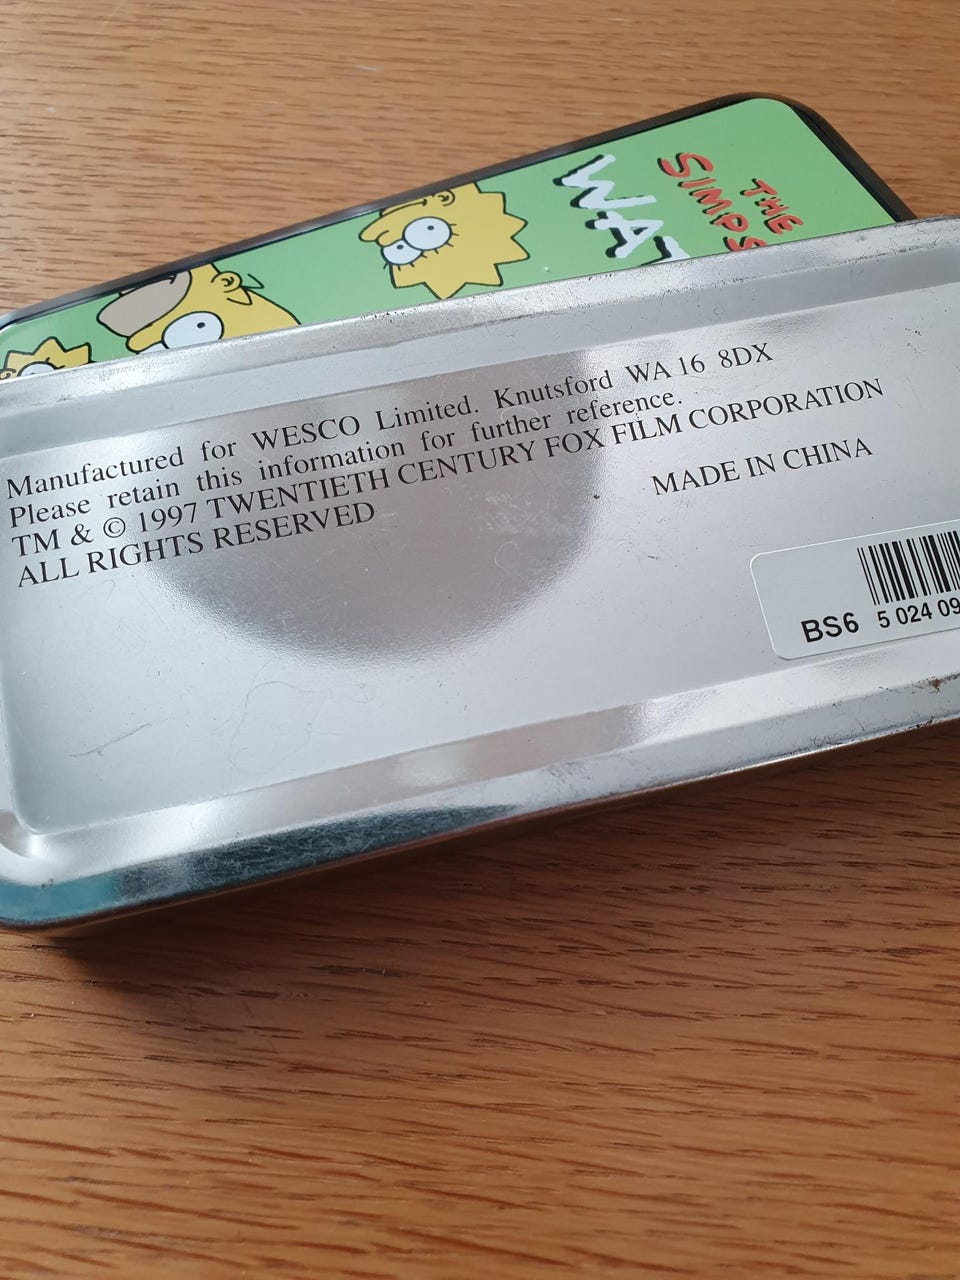 THE
SIMPS
WAT
Manufactured for WESCO Limited. Knutsford WA 16 8DX
Please retain this information for further reference.
TM & © 1997 TWENTIETH CENTURY FOX FILM CORPORATION
ALL RIGHTS RESERVED
MADE IN CHINA
BS6 5 024 09